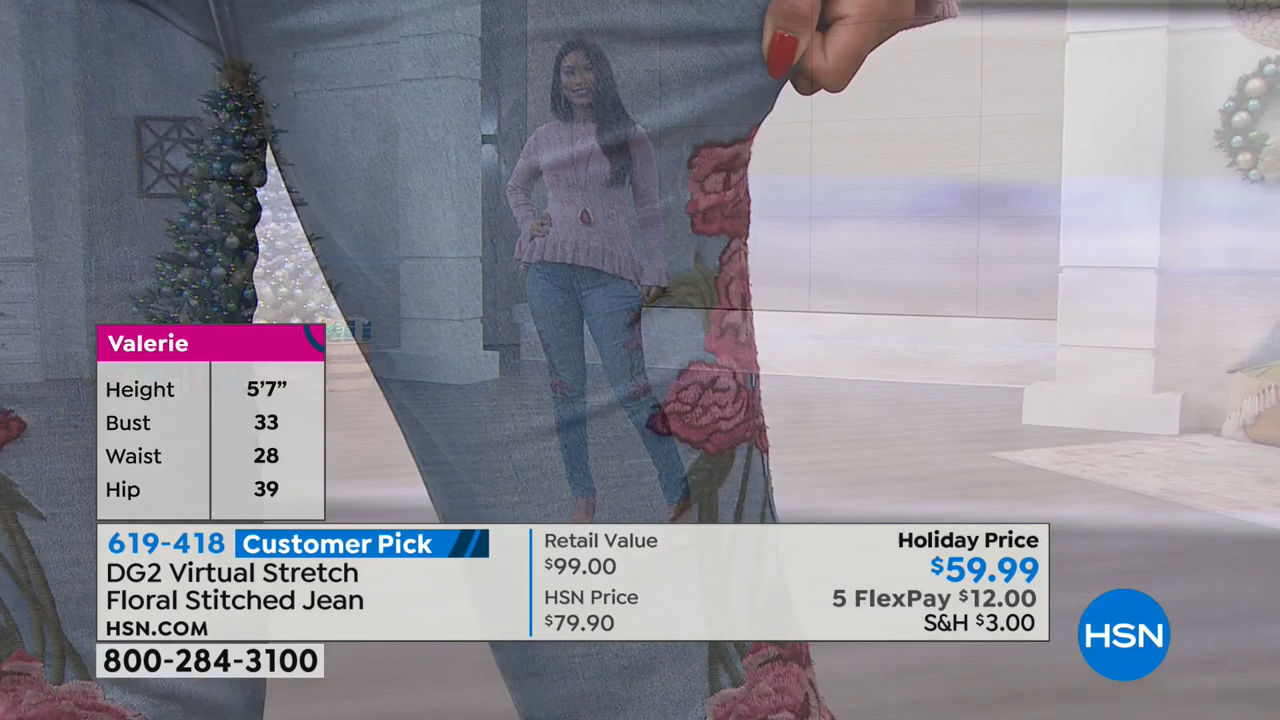 Valerie
Height 5'7"
Bust 33
Waist 28
Hip 39
619-418 Customer Pick
DG2 Virtual Stretch
Floral Stitched Jean
HSN.COM
800-284-3100
Retail Value
$99.00
HSN Price
$79.90
Holiday Price
$59.99
5 FlexPay $12.00
S&H $3.00
HSN